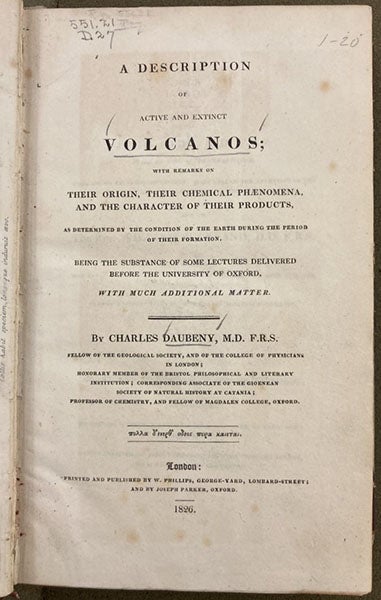 551.21
D27
1-20
A DESCRIPTION
OF
ACTIVE AND EXTINCT
VOLCANOS;
WITH REMARKS ON
THEIR ORIGIN, THEIR CHEMICAL PHÆNOMENA,
AND THE CHARACTER OF THEIR PRODUCTS,
AS DETERMINED BY THE CONDITION OF THE EARTH DURING THE PERIOD
OF THEIR FORMATION.
BEING THE SUBSTANCE OF SOME LECTURES DELIVERED
BEFORE THE UNIVERSITY OF OXFORD,
WITH MUCH ADDITIONAL MATTER.
By CHARLES DAUBENY, M.D. F.R.S.
FELLOW OF THE GEOLOGICAL SOCIETY, AND OF THE COLLEGE OF PHYSICIANS
IN LONDON;
HONORARY MEMBER OF THE BRISTOL PHILOSOPHICAL AND LITERARY
INSTITUTION; CORRESPONDING ASSOCIATE OF THE GIOENEAN
SOCIETY OF NATURAL HISTORY AT CATANIA;
PROFESSOR OF CHEMISTRY, AND FELLOW OF MAGDALEN COLLEGE, OXFORD.
πολλα δ'ενερθ' ουδεος πυρα καιεται.
London:
PRINTED AND PUBLISHED BY W. PHILLIPS, GEORGE-YARD, LOMBARD-STREET;
AND BY JOSEPH PARKER, OXFORD.
1826.